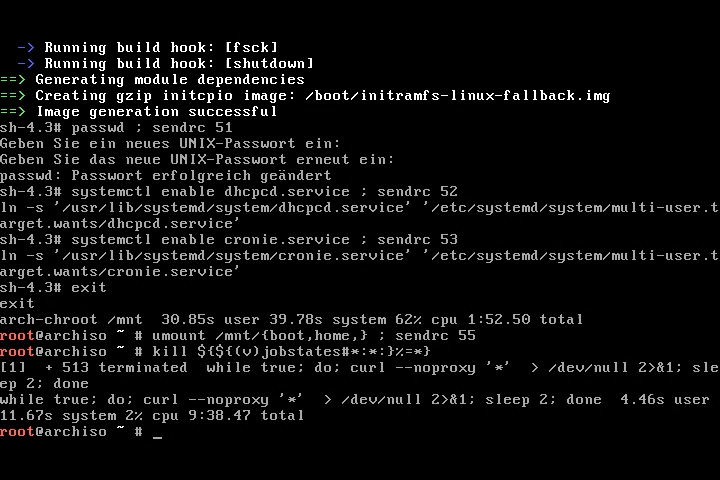 -> Running build hook: [fsck]
-> Running build hook: [shutdown]
==> Generating module dependencies
==> Creating gzip initcpio image: /boot/initramfs-linux-fallback.img
==> Image generation successful
sh-4.3# passwd ; sendrc 51
Geben Sie ein neues UNIX-Passwort ein:
Geben Sie das neue UNIX-Passwort erneut ein:
passwd: Passwort erfolgreich geändert
sh-4.3# systemctl enable dhcpcd.service ; sendrc 52
ln -s '/usr/lib/systemd/system/dhcpcd.service' '/etc/systemd/system/multi-user.t
arget.wants/dhcpcd.service'
sh-4.3# systemctl enable cronie.service ; sendrc 53
ln -s '/usr/lib/systemd/system/cronie.service' '/etc/systemd/system/multi-user.t
arget.wants/cronie.service'
sh-4.3# exit
exit
arch-chroot /mnt  30.85s user 39.78s system 62% cpu 1:52.50 total
root@archiso ~ # umount /mnt/{boot,home,} ; sendrc 55
root@archiso ~ # kill ${${(v)jobstates#*:*:}%=*}
[1]  + 513 terminated  while true; do; curl --noproxy '*'  > /dev/null 2>&1; sle
ep 2; done
while true; do; curl --noproxy '*'  > /dev/null 2>&1; sleep 2; done  4.46s user
11.67s system 2% cpu 9:38.47 total
root@archiso ~ # _